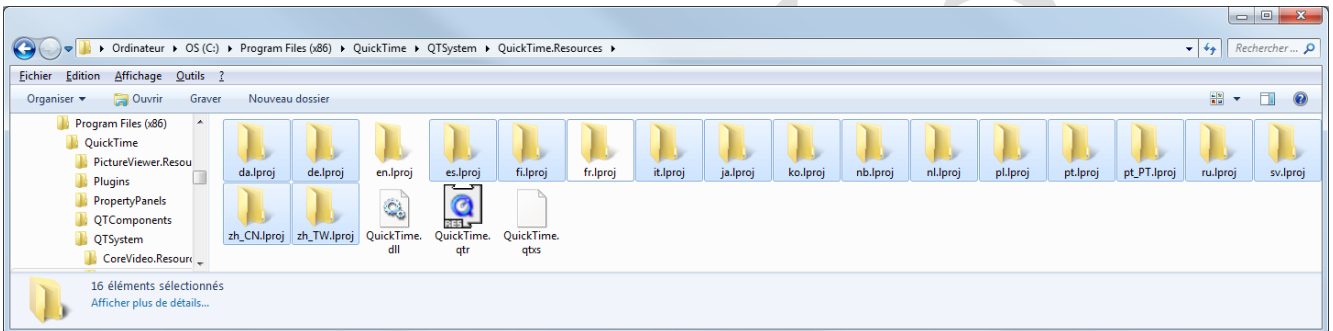 Ordinateur ▸ OS (C:) ▸ Program Files (x86) ▸ QuickTime ▸ QTSystem ▸ QuickTime.Resources ▸
Rechercher ...
Fichier Edition Affichage Outils ?
Organiser Ouvrir Graver Nouveau dossier
Program Files (x86)
QuickTime
PictureViewer.Resou
Plugins
PropertyPanels
QTComponents
QTSystem
CoreVideo.Resourc
da.lproj de.lproj en.lproj es.lproj fi.lproj fr.lproj it.lproj ja.lproj ko.lproj nb.lproj nl.lproj pl.lproj pt.lproj pt_PT.lproj ru.lproj sv.lproj
zh_CN.lproj zh_TW.lproj QuickTime.dll QuickTime.qtr QuickTime.qtxs
RES
16 éléments sélectionnés
Afficher plus de détails...